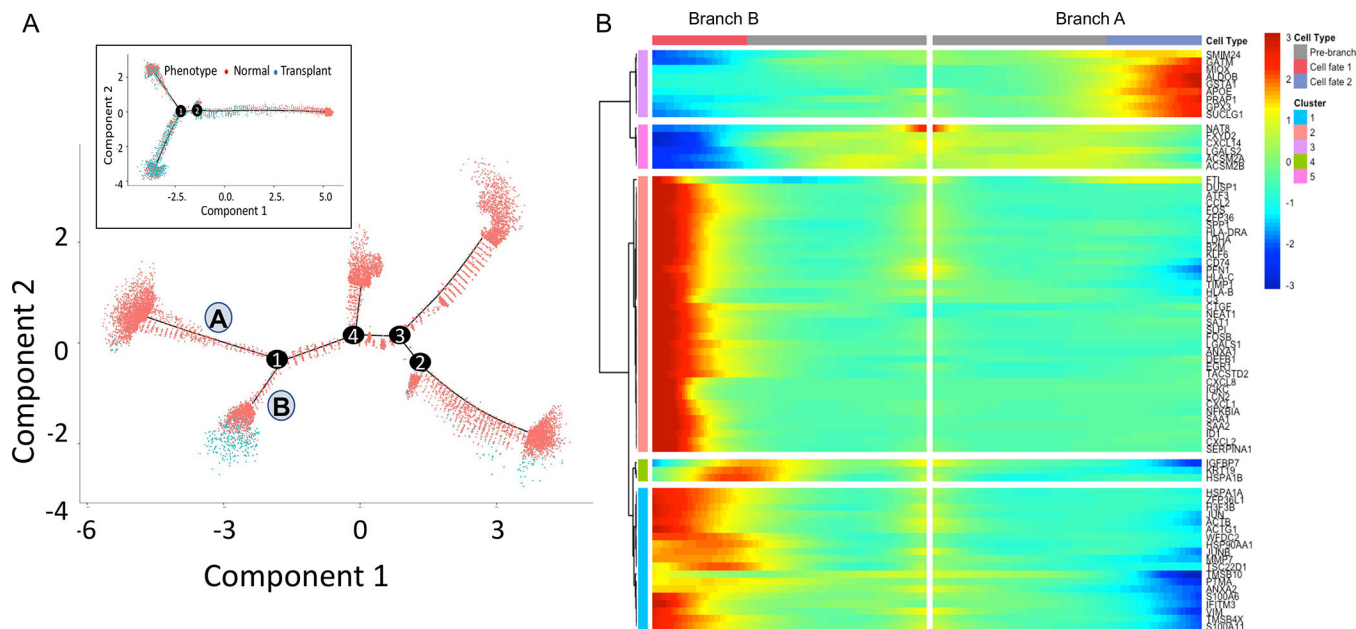 A
Phenotype • Normal • Transplant
Component 2
2
0
-2
-4
1
2
-2.5.
0.0.
2.5
5.0
Component 1
Component 2
2
0
-2
-4
A
B
1
4
3
2
-6
-3
0
3
Component 1
B
Branch B
Branch A
Cell Type
SMIM24
GATM
MIOX
ALDOB
GSTA1
APOE
PRAP1
GPX3
SUCLG1
NAT8
FXYD2
CXCL14
LGALS2
ACSM2A
ACSM2B
FTL
DUSP1
ATF3
CCL2
FOS
ZFP36
SPP1
HLA-DRA
LDHA
B2M
KLF6
CD74
PFN1
HLA-C
TIMP1
HLA-B
C3
CTGF
NEAT1
SAT1
SLPI
FOSB
LGALS1
ANXA1
DEFB1
EGR1
TACSTD2
CXCL8
IGKC
LCN2
CXCL1
NFKBIA
SAA1
SAA2
ID1
CXCL2
SERPINA1
IGFBP7
KRT19
HSPA1B
HSPA1A
ZFP36L1
H3F3B
JUN
ACTB
ACTG1
WFDC2
HSP90AA1
JUNB
MMP7
TSC22D1
TMSB10
PTMA
ANXA2
S100A6
IFITM3
VIM
TMSB4X
S100A11
3
1
0
-1
-2
-3
Cell Type
Pre-branch
Cell fate 1
Cell fate 2
Cluster
1
2
3
4
5